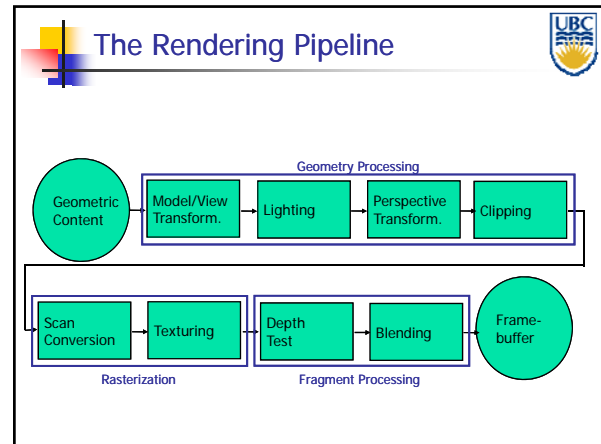 The Rendering Pipeline
UBC
Geometry Processing
Geometric
Content
Model/View
Transform.
Lighting
Perspective
Transform.
Clipping
Scan
Conversion
Texturing
Depth
Test
Blending
Frame-
buffer
Rasterization
Fragment Processing